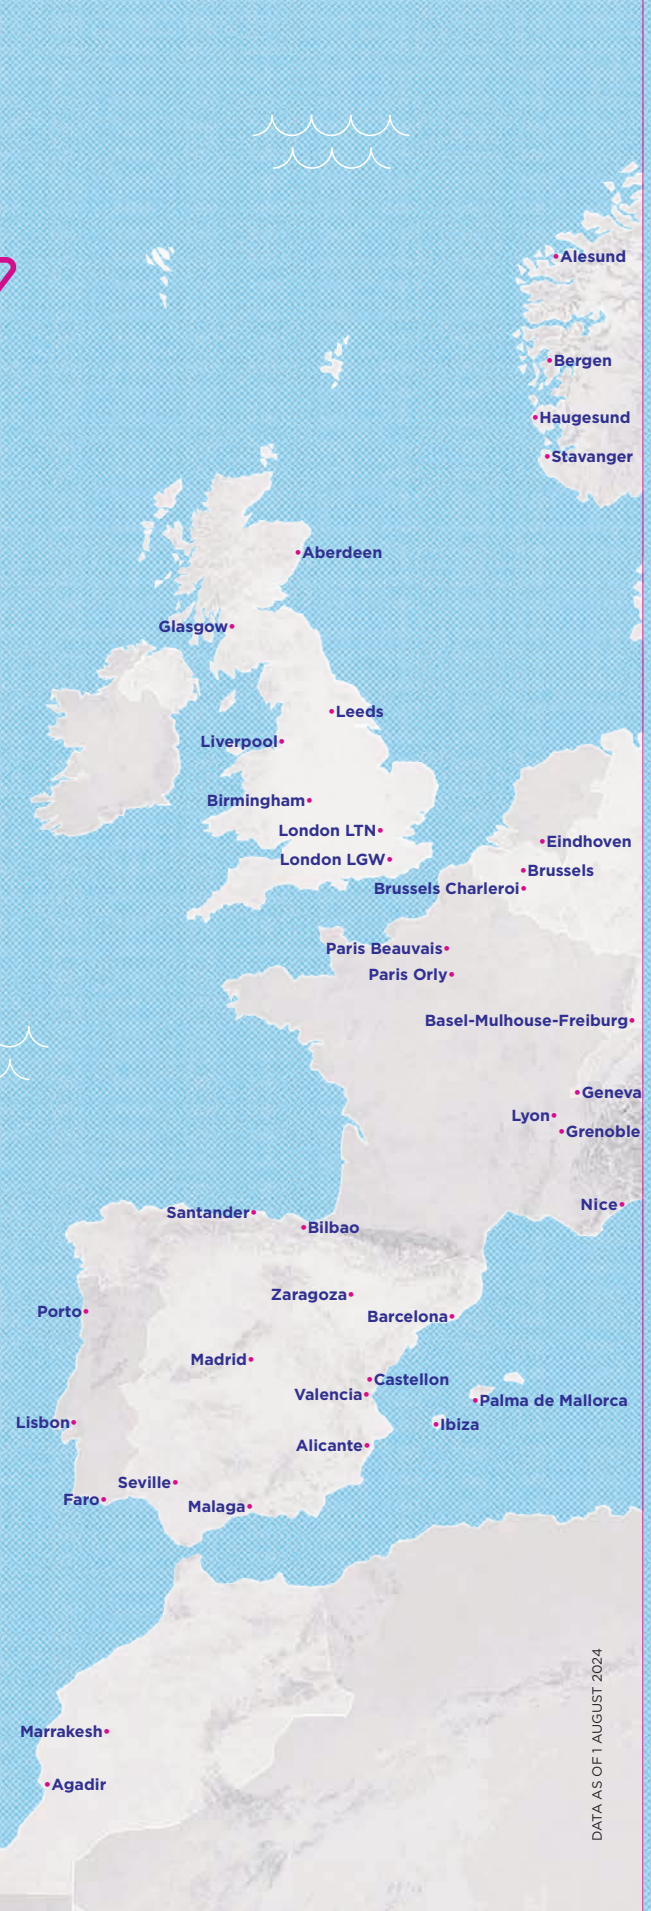 Alesund
Bergen
Haugesund
Stavanger
Aberdeen
Glasgow
Leeds
Liverpool
Birmingham
London LTN
Eindhoven
London LGW
Brussels
Brussels Charleroi
Paris Beauvais
Paris Orly
Basel-Mulhouse-Freiburg
Geneva
Lyon
Grenoble
Nice
Santander
Bilbao
Zaragoza
Porto
Barcelona
Madrid
Castellon
Valencia
Palma de Mallorca
Lisbon
Ibiza
Alicante
Seville
Faro
Malaga
Marrakesh
Agadir
DATA AS OF 1 AUGUST 2024